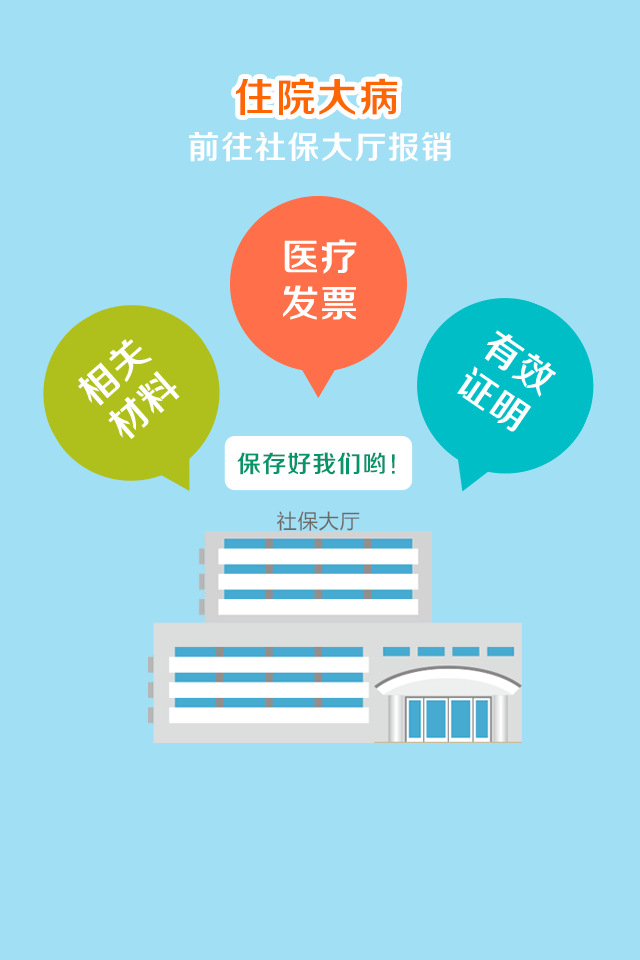 住院大病
前往社保大厅报销
医疗
发票
相关
材料
有效
证明
保存好我们哟！
社保大厅